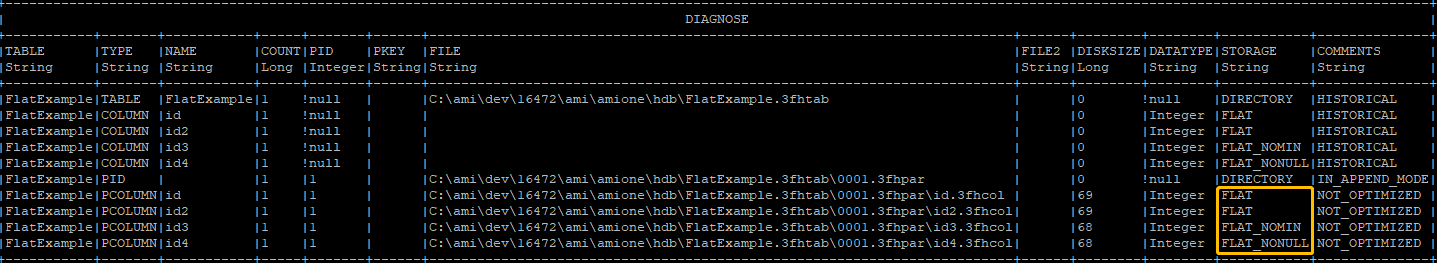 DIAGNOSE
|TABLE |TYPE |NAME |COUNT|PID |PKEY |FILE |FILE2 |DISKSIZE|DATATYPE|STORAGE |COMMENTS |
|String |String |String |Long |Integer|String|String |String|Long |String |String |String |
|FlatExample|TABLE |FlatExample|1 |!null | |C:\ami\dev\16472\ami\amione\hdb\FlatExample.3fhtab | |0 |!null |DIRECTORY |HISTORICAL |
|FlatExample|COLUMN |id |1 |!null | | | |0 |Integer |FLAT |HISTORICAL |
|FlatExample|COLUMN |id2 |1 |!null | | | |0 |Integer |FLAT |HISTORICAL |
|FlatExample|COLUMN |id3 |1 |!null | | | |0 |Integer |FLAT_NOMIN |HISTORICAL |
|FlatExample|COLUMN |id4 |1 |!null | | | |0 |Integer |FLAT_NONULL|HISTORICAL |
|FlatExample|PID | |1 |1 | |C:\ami\dev\16472\ami\amione\hdb\FlatExample.3fhtab\0001.3fhpar | |0 |!null |DIRECTORY |IN_APPEND_MODE|
|FlatExample|PCOLUMN|id |1 |1 | |C:\ami\dev\16472\ami\amione\hdb\FlatExample.3fhtab\0001.3fhpar\id.3fhcol | |69 |Integer |FLAT |NOT_OPTIMIZED |
|FlatExample|PCOLUMN|id2 |1 |1 | |C:\ami\dev\16472\ami\amione\hdb\FlatExample.3fhtab\0001.3fhpar\id2.3fhcol| |69 |Integer |FLAT |NOT_OPTIMIZED |
|FlatExample|PCOLUMN|id3 |1 |1 | |C:\ami\dev\16472\ami\amione\hdb\FlatExample.3fhtab\0001.3fhpar\id3.3fhcol| |68 |Integer |FLAT_NOMIN |NOT_OPTIMIZED |
|FlatExample|PCOLUMN|id4 |1 |1 | |C:\ami\dev\16472\ami\amione\hdb\FlatExample.3fhtab\0001.3fhpar\id4.3fhcol| |68 |Integer |FLAT_NONULL|NOT_OPTIMIZED |